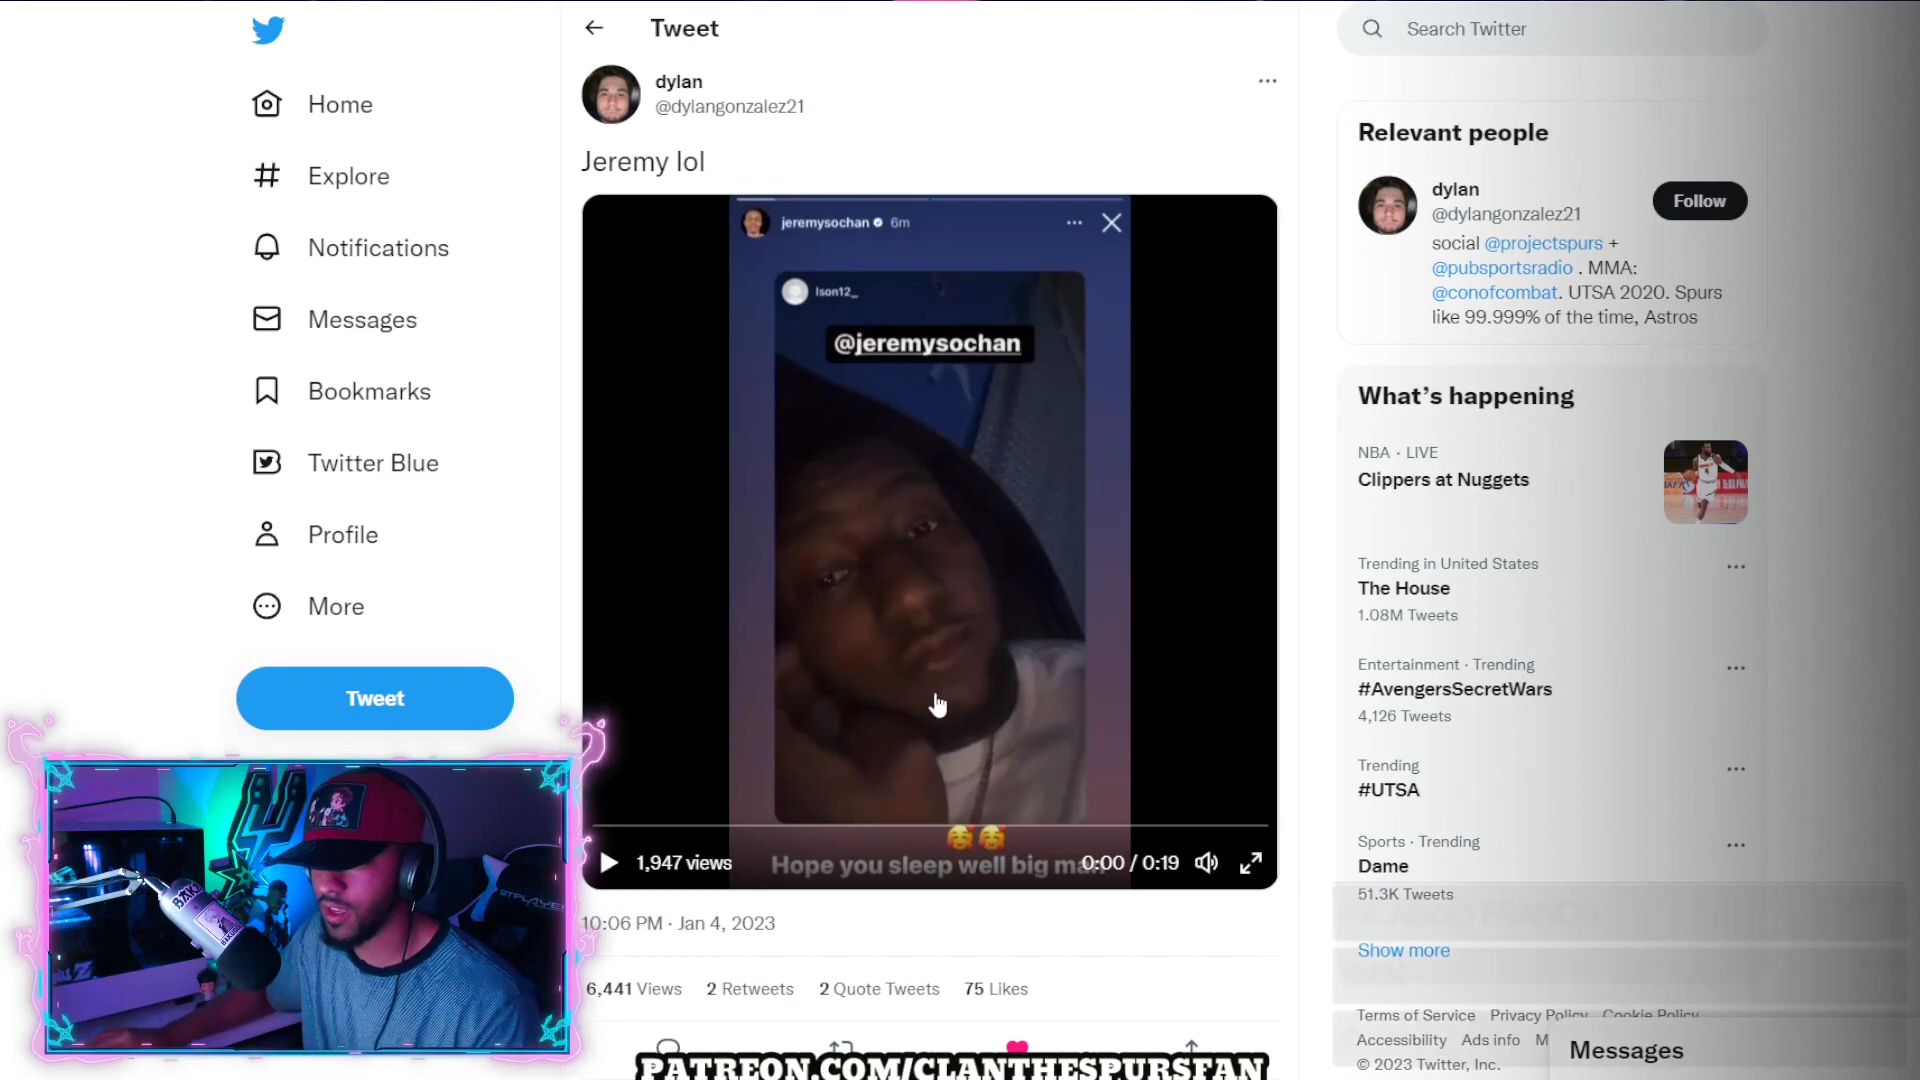 Tweet
Search Twitter
Home
Explore
Notifications
Messages
Bookmarks
Twitter Blue
Profile
More
Tweet
dylan
@dylangonzalez21
Jeremy lol
jeremysochan 6m
lson12_
@jeremysochan
1,947 views
Hope you sleep well big
0:00 / 0:19
10:06 PM · Jan 4, 2023
6,441 Views 2 Retweets 2 Quote Tweets 75 Likes
PATREON.COM/CLANTHESPURSFAN
Relevant people
dylan
@dylangonzalez21
Follow
social @projectspurs +
@pubsportsradio . MMA:
@conofcombat. UTSA 2020. Spurs
like 99.999% of the time, Astros
What's happening
NBA · LIVE
Clippers at Nuggets
Trending in United States
The House
1.08M Tweets
Entertainment · Trending
#AvengersSecretWars
4,126 Tweets
Trending
#UTSA
Sports · Trending
Dame
51.3K Tweets
Show more
Terms of Service Privacy Policy Cookie Policy
Accessibility Ads info
© 2023 Twitter, Inc.
Messages